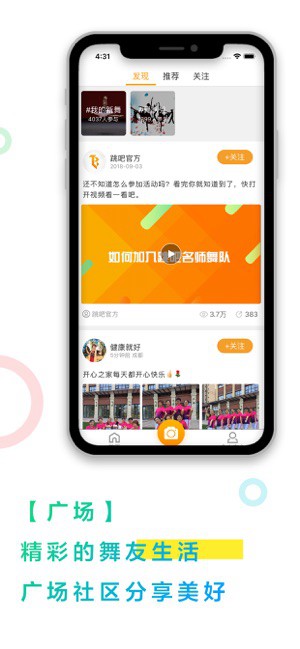 4:31
发现 推荐 关注
#我的新舞
4037人参与
跳吧官方
2018-09-03
+关注
还不知道怎么参加活动吗？看完你就知道到了，快打
开视频看一看吧。
如何加入 名师舞队
跳吧官方 3.7万 383
健康就好
5分钟前 成都
+关注
开心之家每天都开心快乐
【广场】
精彩的舞友生活
广场社区分享美好